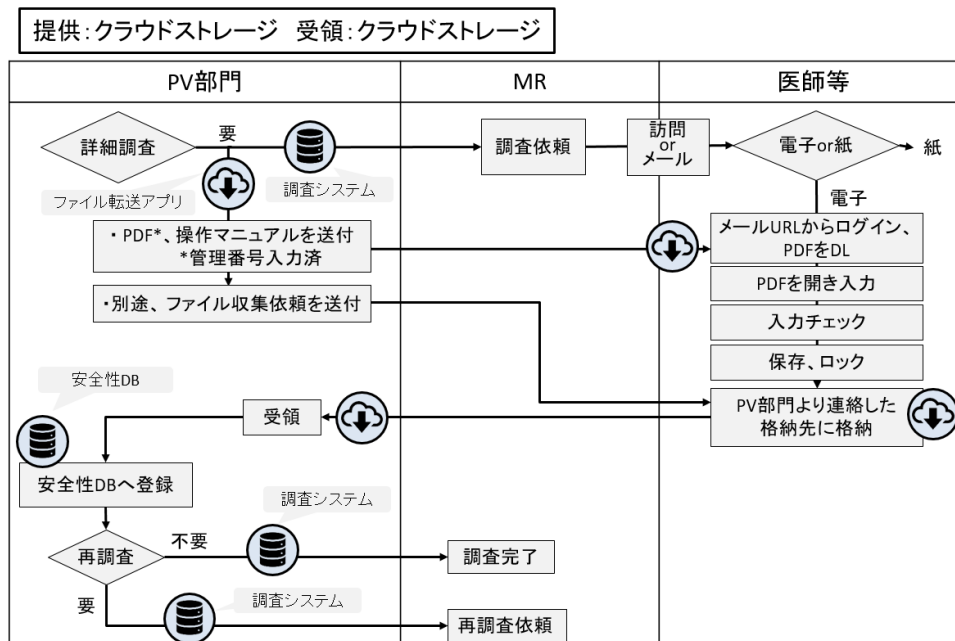 提供：クラウドストレージ 受領：クラウドストレージ
PV部門
MR
医師等
詳細調査
要
調査システム
ファイル転送アプリ
調査依頼
訪問
or
メール
電子or紙
紙
電子
・PDF*、操作マニュアルを送付
*管理番号入力済
メールURLからログイン、
PDFをDL
・別途、ファイル収集依頼を送付
PDFを開き入力
入力チェック
保存、ロック
PV部門より連絡した
格納先に格納
受領
安全性DB
安全性DBへ登録
再調査
不要
調査システム
調査完了
要
調査システム
再調査依頼